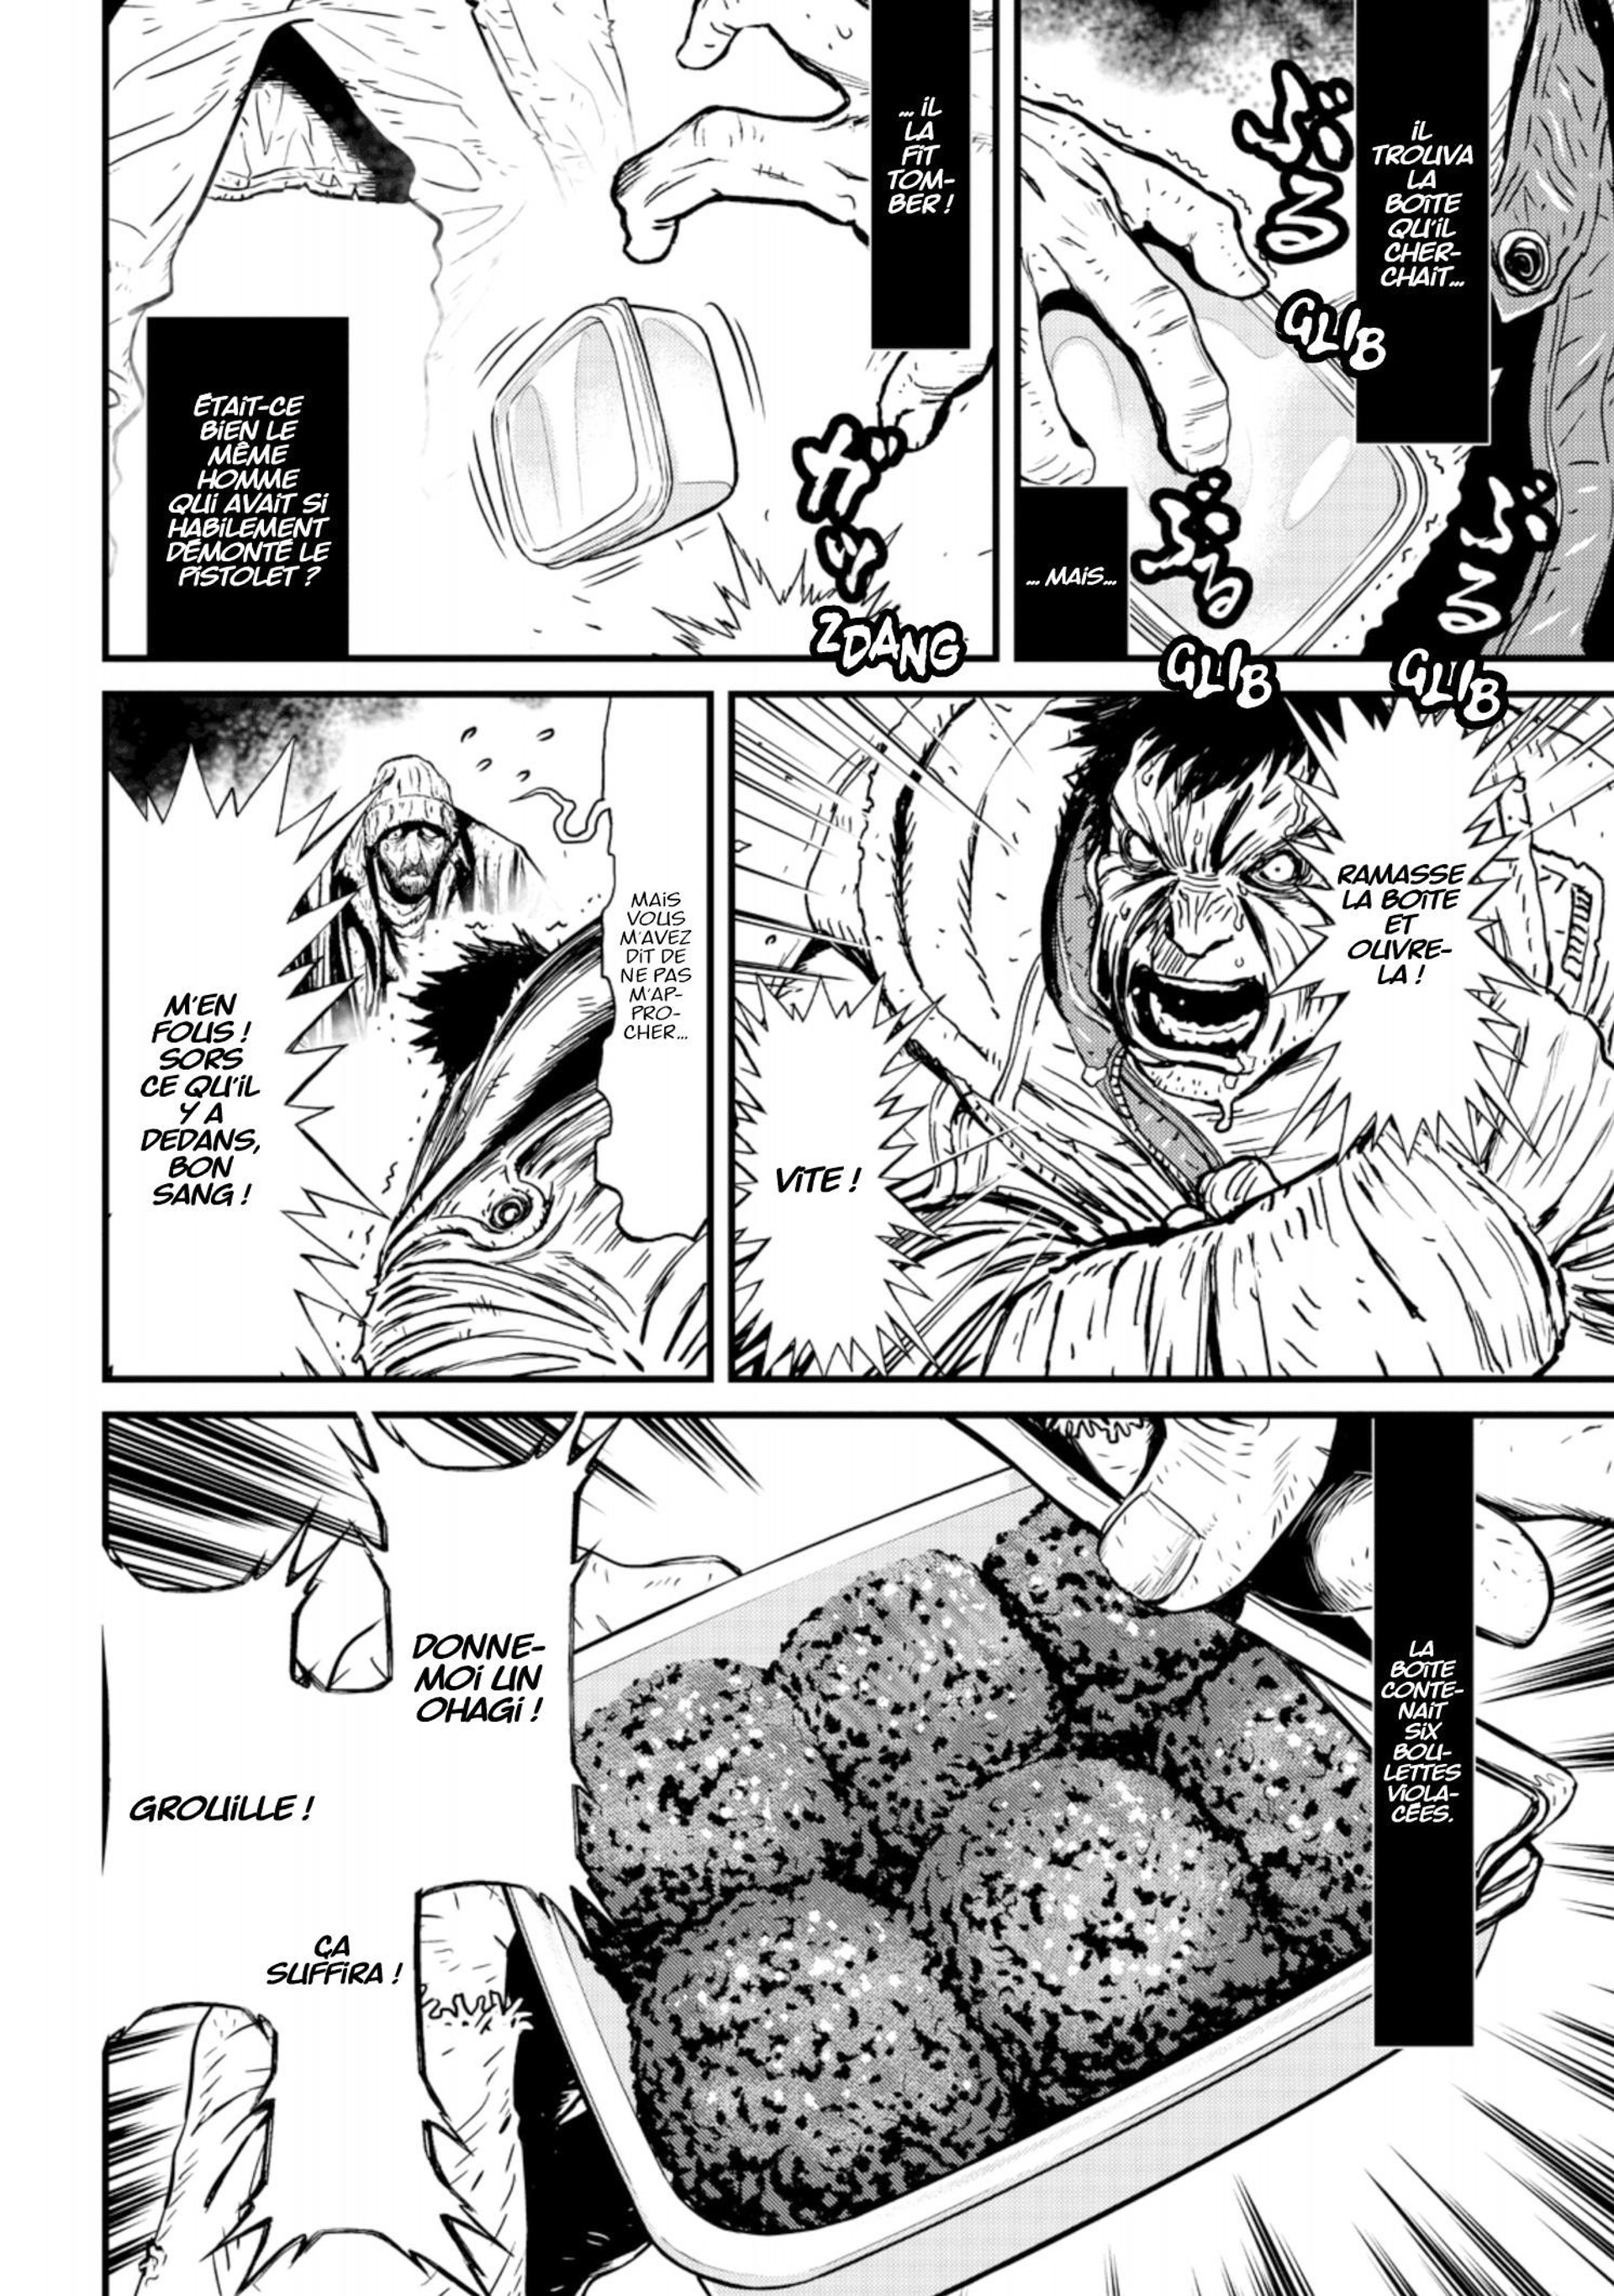 IL
TROUVA
LA
BOÎTE
QU'IL
CHER-
CHAIT...
ぶる
GLIB
ぶる
GLIB
ぶる
GLIB
... MAIS...
... IL
LA
FIT
TOM-
BER !
ガッ
ZDANG
ÉTAIT-CE
BIEN LE
MÊME
HOMME
QUI AVAIT SI
HABILEMENT
DÉMONTÉ LE
PISTOLET ?
RAMASSE
LA BOÎTE
ET
OUVRE-
LA !
VITE !
MAIS
VOUS
M'AVEZ
DIT DE
NE PAS
M'AP-
PRO-
CHER...
M'EN
FOUS !
SORS
CE QU'IL
Y A
DEDANS,
BON
SANG !
LA
BOÎTE
CONTE-
NAIT
SIX
BOU-
LETTES
VIOLA-
CÉES.
DONNE-
MOI UN
OHAGI !
GROUILLE !
ÇA
SUFFIRA !